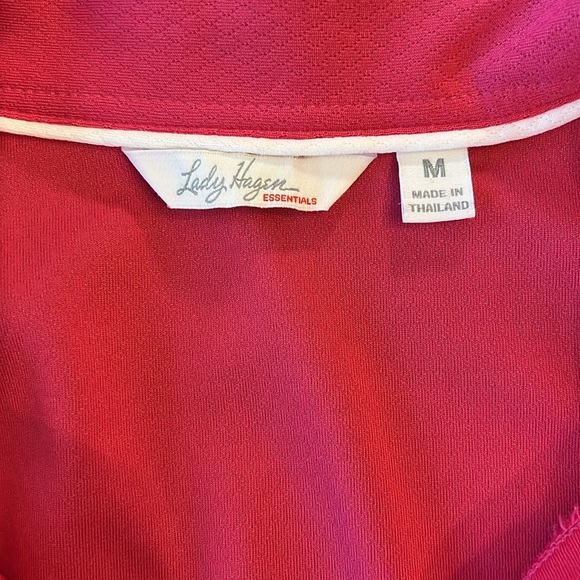 Lady Hagen
ESSENTIALS
M
MADE IN
THAILAND